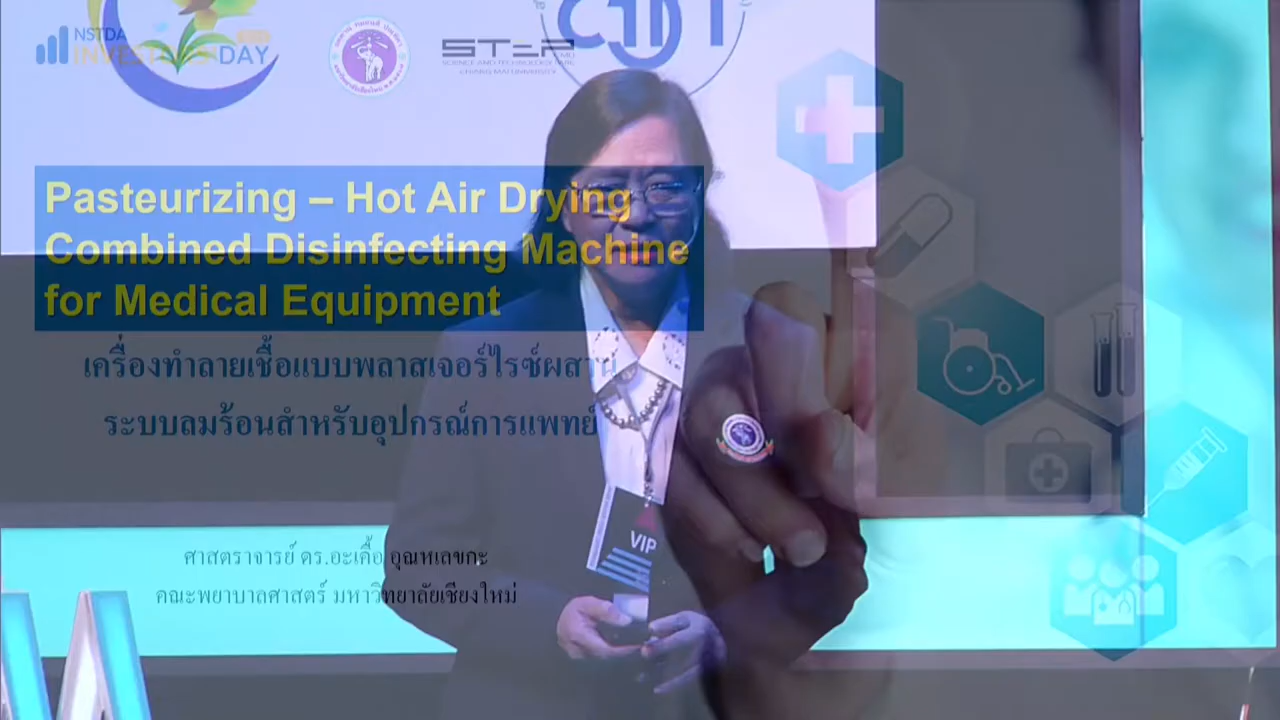 NSTDA
INVESTORS' DAY
STEP
SCIENCE AND TECHNOLOGY PARK
CHIANG MAI UNIVERSITY
Pasteurizing – Hot Air Drying
Combined Disinfecting Machine
for Medical Equipment
เครื่องทำลายเชื้อแบบพลาสเจอร์ไรซ์ผสาน
ระบบลมร้อนสำหรับอุปกรณ์การแพทย์
VIP
ศาสตราจารย์ ดร.อะเคื้อ อุณหเลขกะ
คณะพยาบาลศาสตร์ มหาวิทยาลัยเชียงใหม่